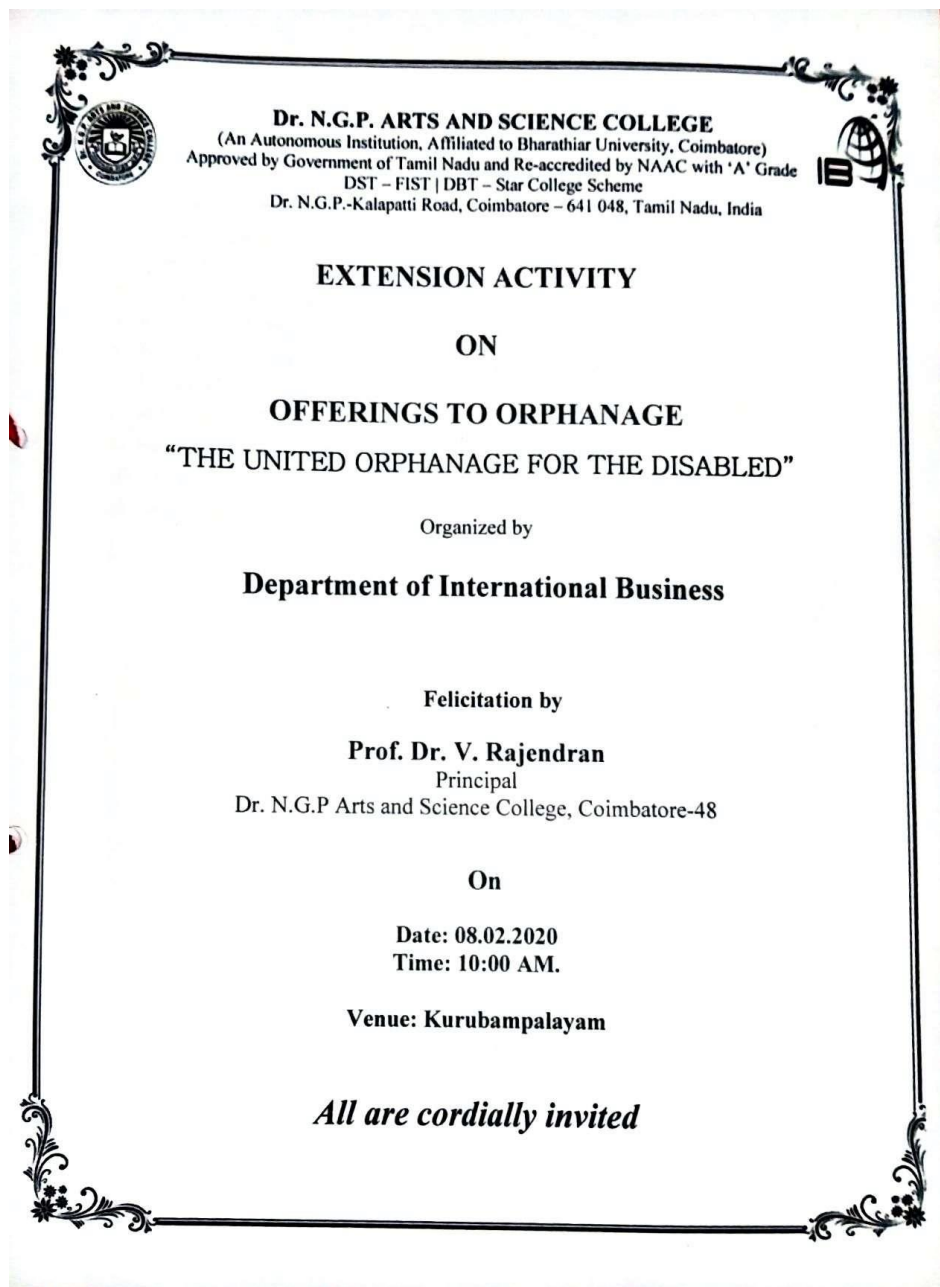 Dr. N.G.P. ARTS AND SCIENCE COLLEGE
(An Autonomous Institution, Affiliated to Bharathiar University, Coimbatore)
Approved by Government of Tamil Nadu and Re-accredited by NAAC with ‘A’ Grade
DST – FIST | DBT – Star College Scheme
Dr. N.G.P.-Kalapatti Road, Coimbatore – 641 048, Tamil Nadu, India
IB
EXTENSION ACTIVITY
ON
OFFERINGS TO ORPHANAGE
“THE UNITED ORPHANAGE FOR THE DISABLED”
Organized by
Department of International Business
Felicitation by
Prof. Dr. V. Rajendran
Principal
Dr. N.G.P Arts and Science College, Coimbatore-48
On
Date: 08.02.2020
Time: 10:00 AM.
Venue: Kurubampalayam
All are cordially invited